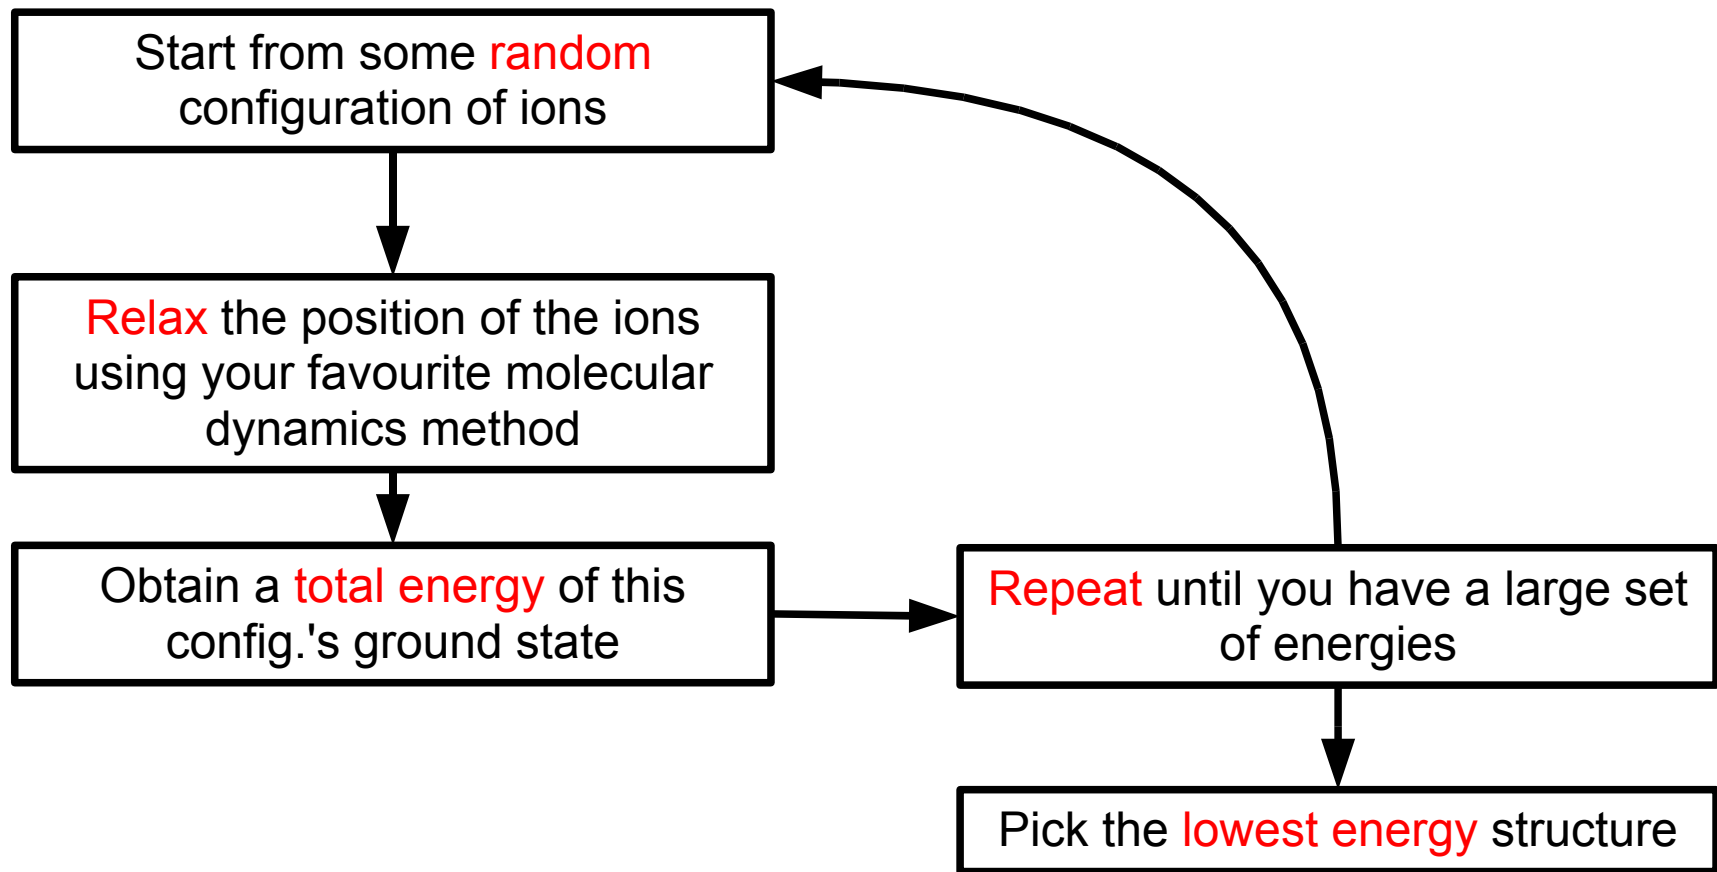 Start from some random
configuration of ions
Relax the position of the ions
using your favourite molecular
dynamics method
Obtain a total energy of this
config.'s ground state
Repeat until you have a large set
of energies
Pick the lowest energy structure